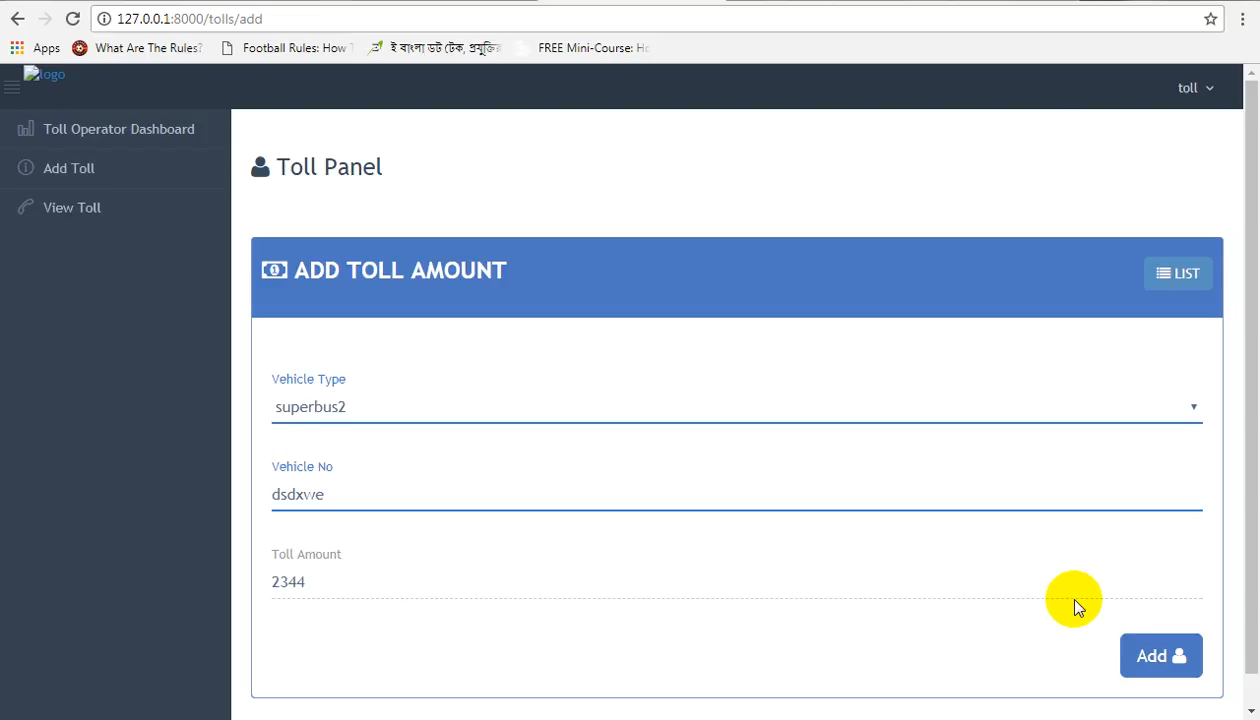 127.0.0.1:8000/tolls/add
Apps What Are The Rules? Football Rules: How T ই বাংলা ডট টেক, প্রযুক্তির FREE Mini-Course: Ho
logo
toll
Toll Operator Dashboard
Add Toll
View Toll
Toll Panel
ADD TOLL AMOUNT
LIST
Vehicle Type
superbus2
Vehicle No
dsdxwe
Toll Amount
2344
Add